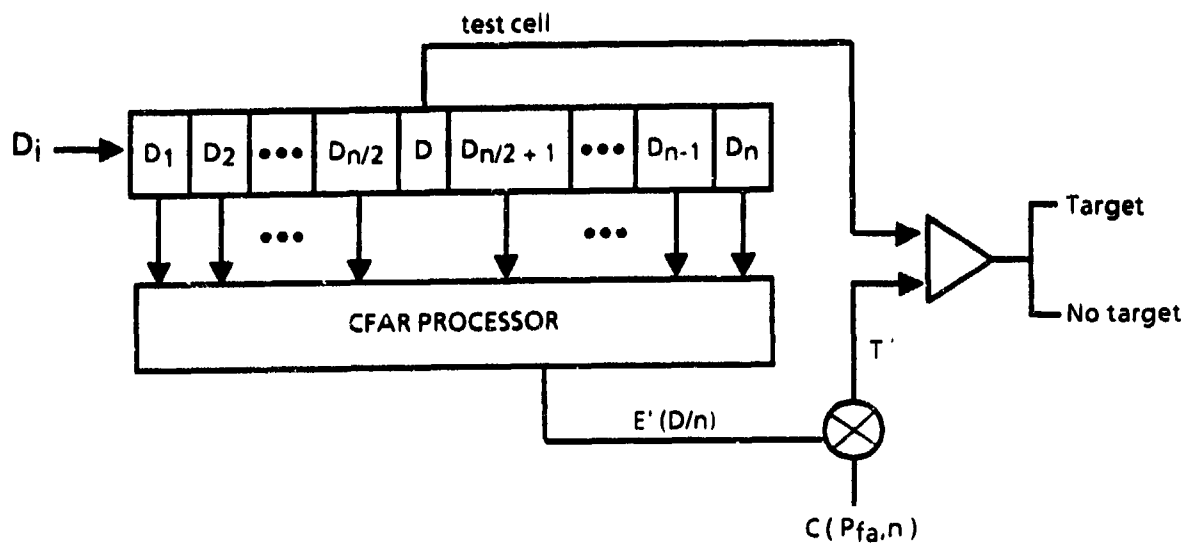 test cell
Di
D1 D2 ••• Dn/2 D Dn/2 + 1 ••• Dn-1 Dn
••• •••
Target
CFAR PROCESSOR
No target
T'
E' (D/n)
C ( Pfa,n )